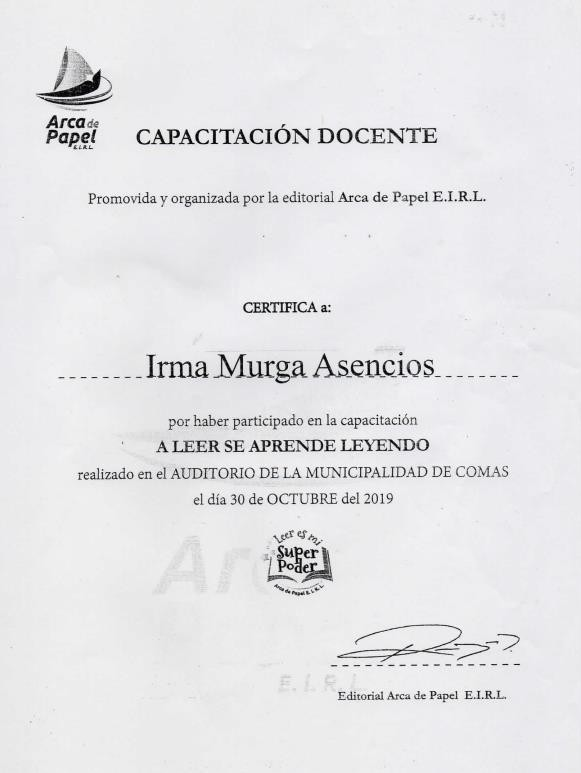 Arca de
Papel
E.I.R.L.
CAPACITACIÓN DOCENTE
Promovida y organizada por la editorial Arca de Papel E.I.R.L.
CERTIFICA a:
Irma Murga Asencios
por haber participado en la capacitación
A LEER SE APRENDE LEYENDO
realizado en el AUDITORIO DE LA MUNICIPALIDAD DE COMAS
el día 30 de OCTUBRE del 2019
Leer es mi
Super
Poder
Arca de Papel E.I.R.L.
E.I.R.L.
Editorial Arca de Papel E.I.R.L.